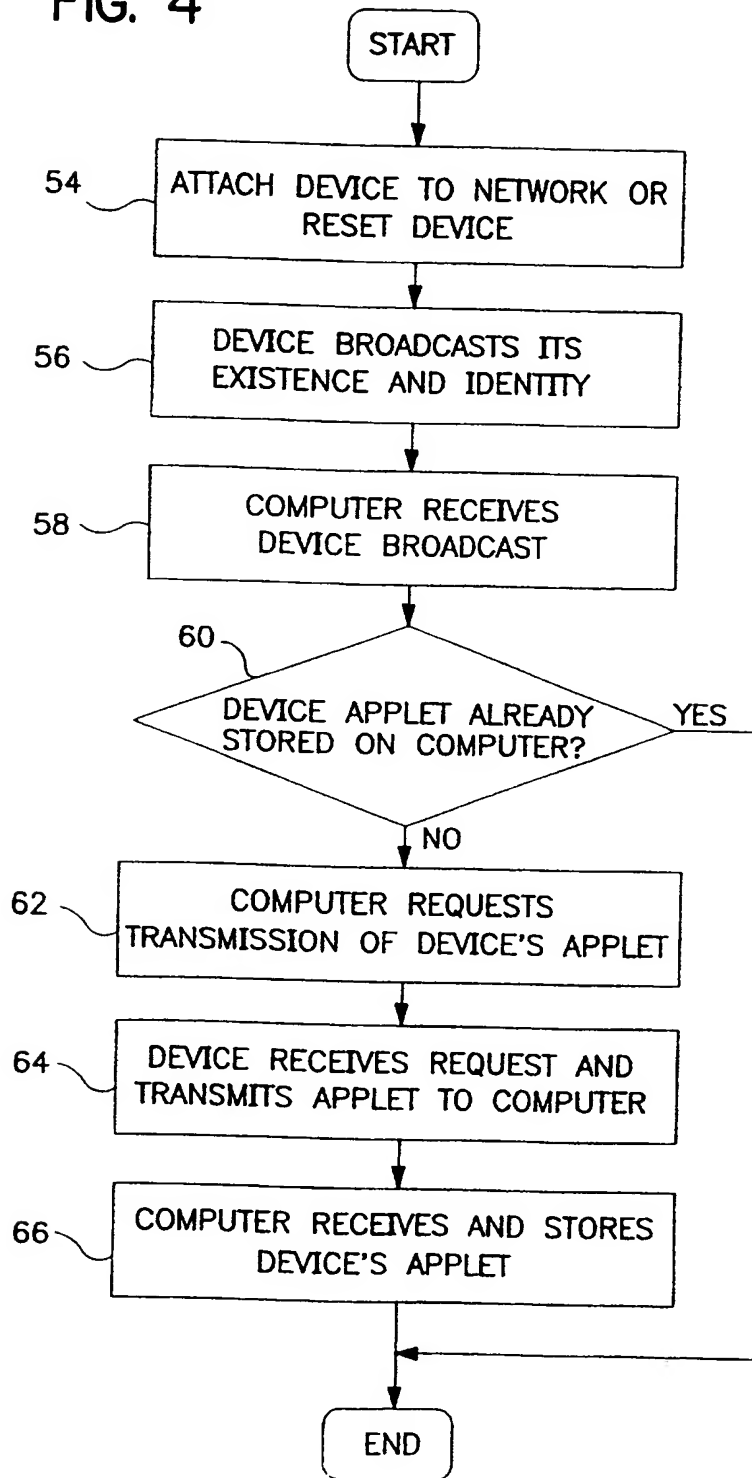 FIG. 4
START
54
ATTACH DEVICE TO NETWORK OR
RESET DEVICE
56
DEVICE BROADCASTS ITS
EXISTENCE AND IDENTITY
58
COMPUTER RECEIVES
DEVICE BROADCAST
60
DEVICE APPLET ALREADY
STORED ON COMPUTER?
YES
NO
62
COMPUTER REQUESTS
TRANSMISSION OF DEVICE'S APPLET
64
DEVICE RECEIVES REQUEST AND
TRANSMITS APPLET TO COMPUTER
66
COMPUTER RECEIVES AND STORES
DEVICE'S APPLET
END